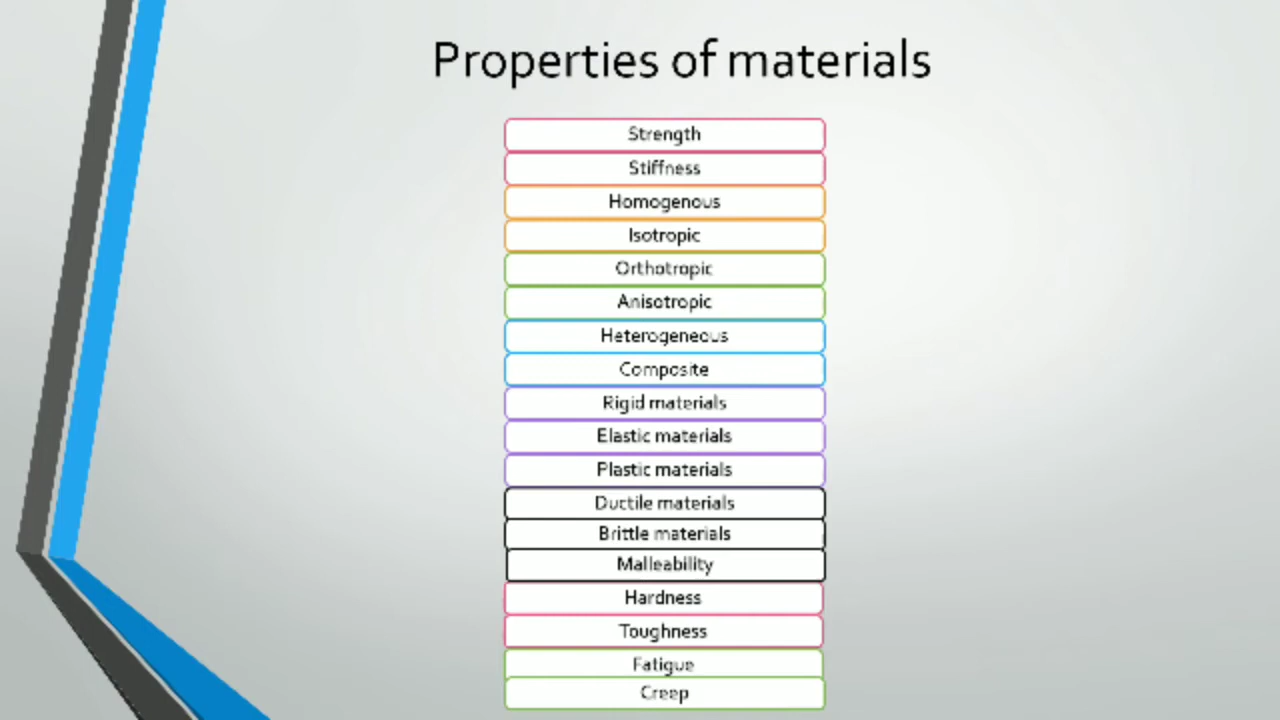 Properties of materials
Strength
Stiffness
Homogenous
Isotropic
Orthotropic
Anisotropic
Heterogeneous
Composite
Rigid materials
Elastic materials
Plastic materials
Ductile materials
Brittle materials
Malleability
Hardness
Toughness
Fatigue
Creep